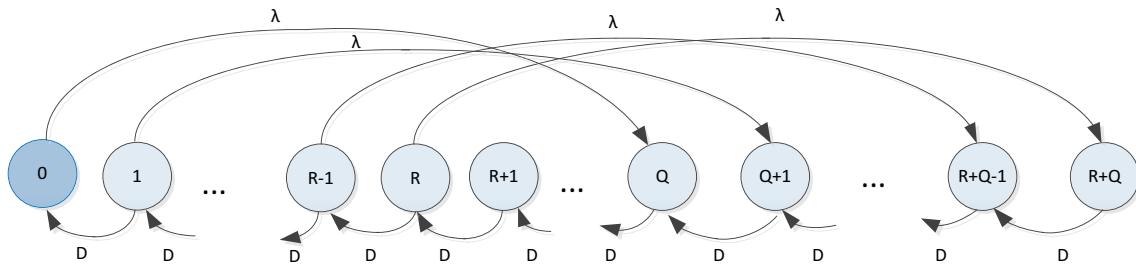 λ λ λ
λ
0 1 ... R-1 R R+1 ... Q Q+1 ... R+Q-1 R+Q
D D D D D D D D D D D